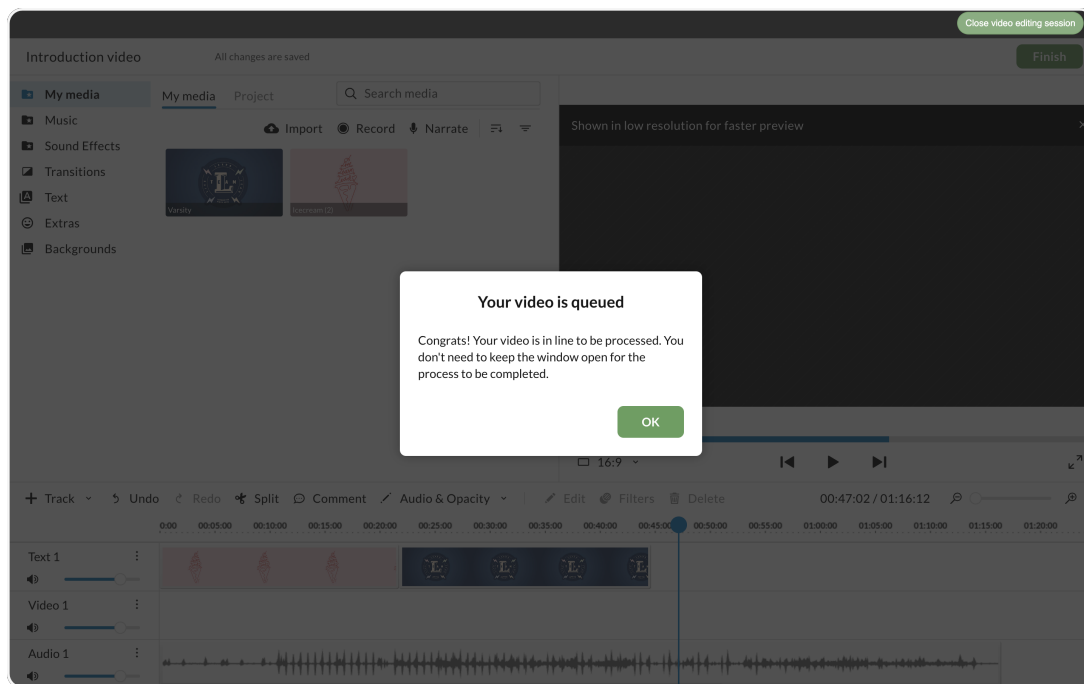 Close video editing session
Introduction video
All changes are saved
Finish
My media
Music
Sound Effects
Transitions
Text
Extras
Backgrounds
My media Project
Search media
Import Record Narrate
Varsity
Icecream (2)
Shown in low resolution for faster preview
Your video is queued
Congrats! Your video is in line to be processed. You
don't need to keep the window open for the
process to be completed.
OK
16:9
Track Undo Redo Split Comment Audio & Opacity Edit Filters Delete 00:47:02 / 01:16:12
0:00 00:05:00 00:10:00 00:15:00 00:20:00 00:25:00 00:30:00 00:35:00 00:40:00 00:45:00 00:50:00 00:55:00 01:00:00 01:05:00 01:10:00 01:15:00 01:20:00
Text 1
Video 1
Audio 1